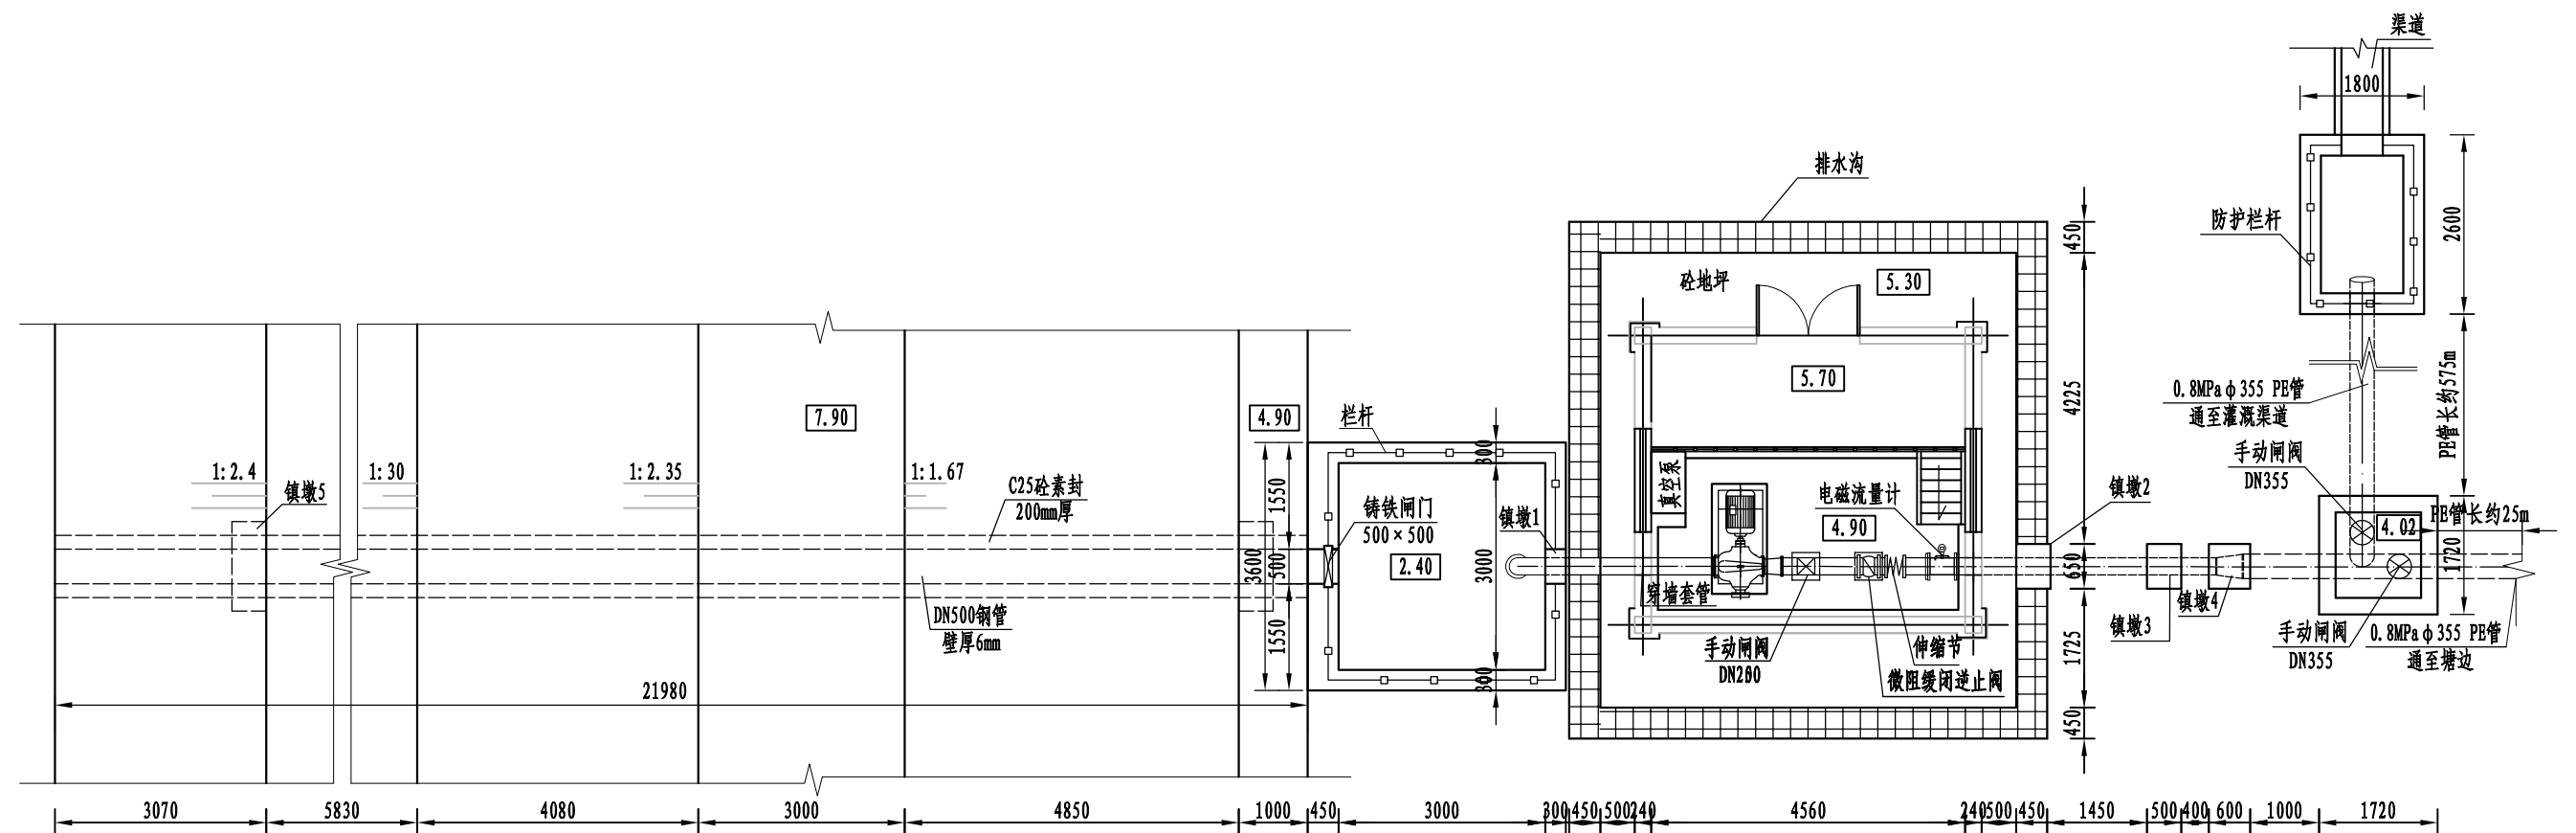 渠道
1800
排水沟
450
防护栏杆
2600
砼地坪
5.30
5.70
4225
0.8MPaφ355 PE管
通至灌溉渠道
PE管长约575m
7.90
4.90
栏杆
300
手动闸阀
DN355
1:2.4
镇墩5
1:30
1:2.35
1:1.67
C25砼素封
200mm厚
1550
铸铁闸门
500×500
镇墩1
真空泵
电磁流量计
4.90
镇墩2
4.02
PE管长约25m
3600
500
2.40
3000
650
1720
穿墙套管
DN500钢管
壁厚6mm
1550
手动闸阀
伸缩节
微阻缓闭逆止阀
1725
镇墩3
镇墩4
手动闸阀
DN355
0.8MPaφ355 PE管
通至塘边
21980
300
450
3070
5830
4080
3000
4850
1000
450
3000
300
450
500
240
4560
240
500
450
1450
500
400
600
1000
1720